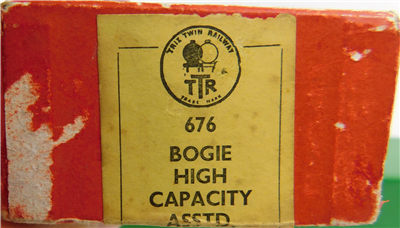 TRIX TWIN RAILWAY
TTR
TRADE MARK
676
BOGIE
HIGH
CAPACITY
ASSTD.